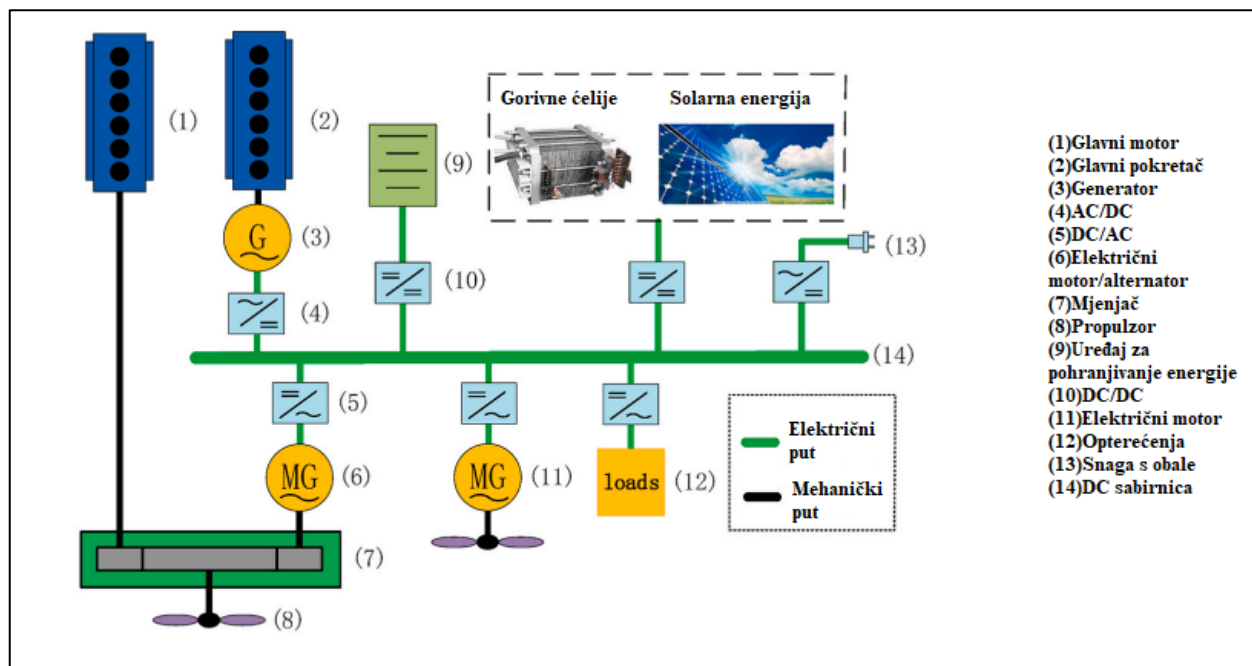 (1)
(2)
(3)
G
(4)
(9)
(10)
Gorivne ćelije
Solarna energija
(13)
(14)
(5)
MG
(6)
MG
(11)
loads
(12)
(7)
(8)
Električni
put
Mehanički
put
(1)Glavni motor
(2)Glavni pokretač
(3)Generator
(4)AC/DC
(5)DC/AC
(6)Električni
motor/alternator
(7)Mjenjač
(8)Propulzor
(9)Uređaj za
pohranjivanje energije
(10)DC/DC
(11)Električni motor
(12)Opterećenja
(13)Snaga s obale
(14)DC sabirnica